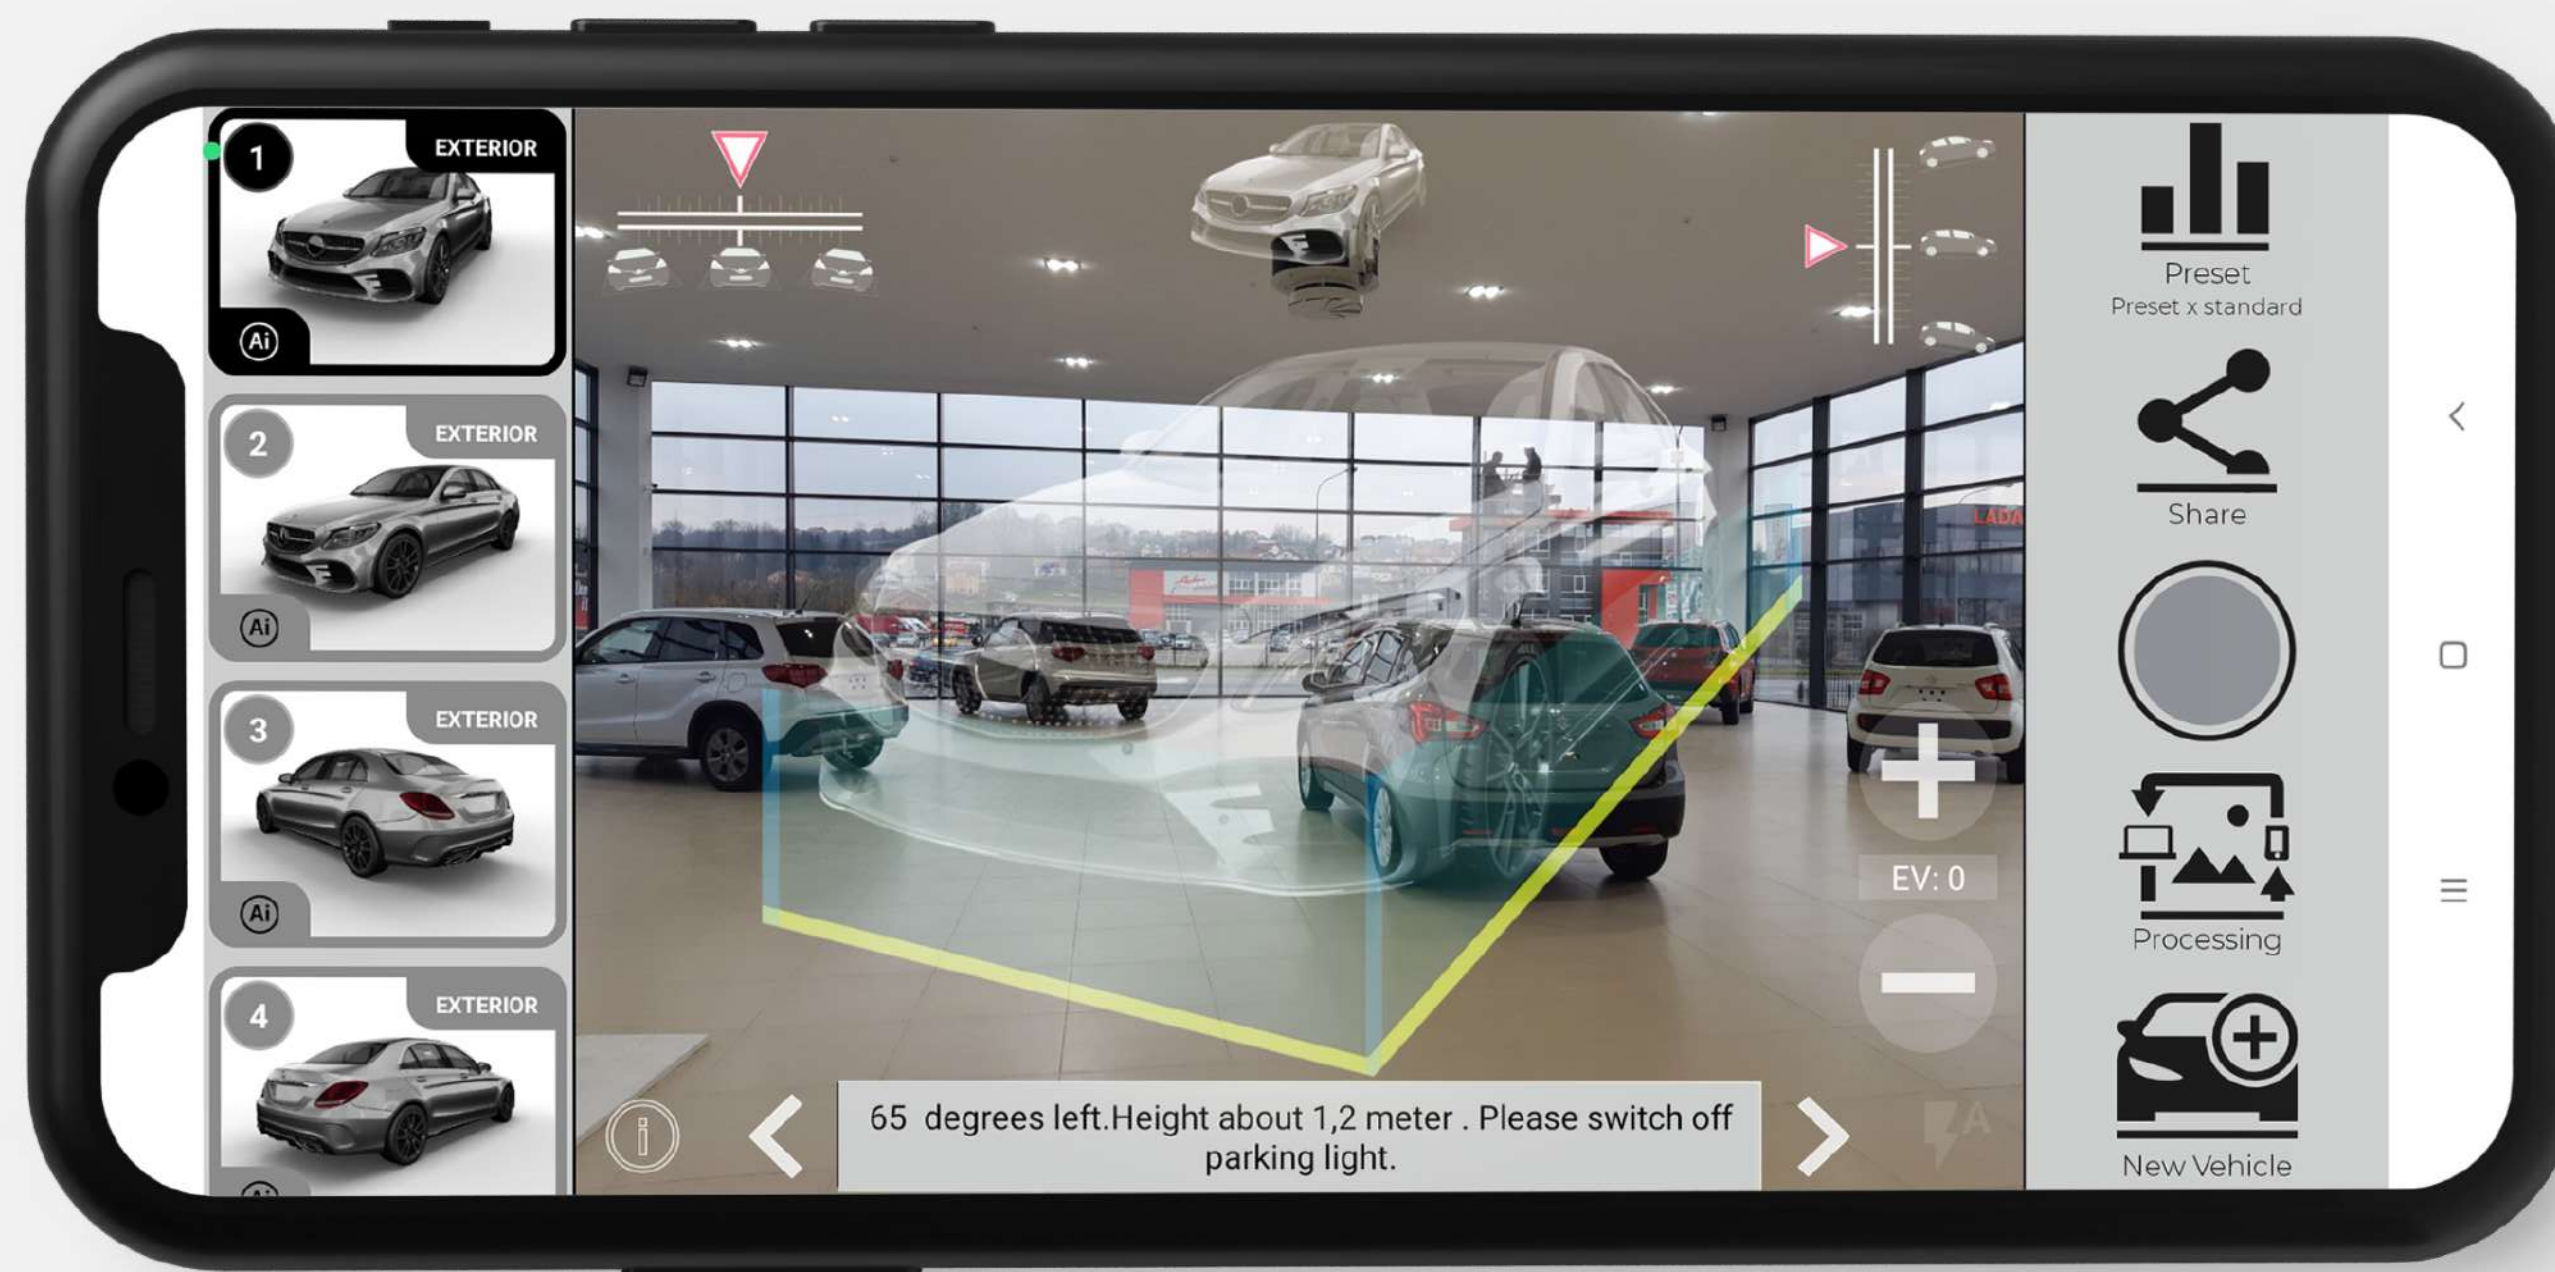 1
EXTERIOR
Ai
2
EXTERIOR
Ai
3
EXTERIOR
Ai
4
EXTERIOR
Ai
LADA
EV: 0
A
65 degrees left.Height about 1,2 meter . Please switch off
parking light.
Preset
Preset x standard
Share
Processing
New Vehicle